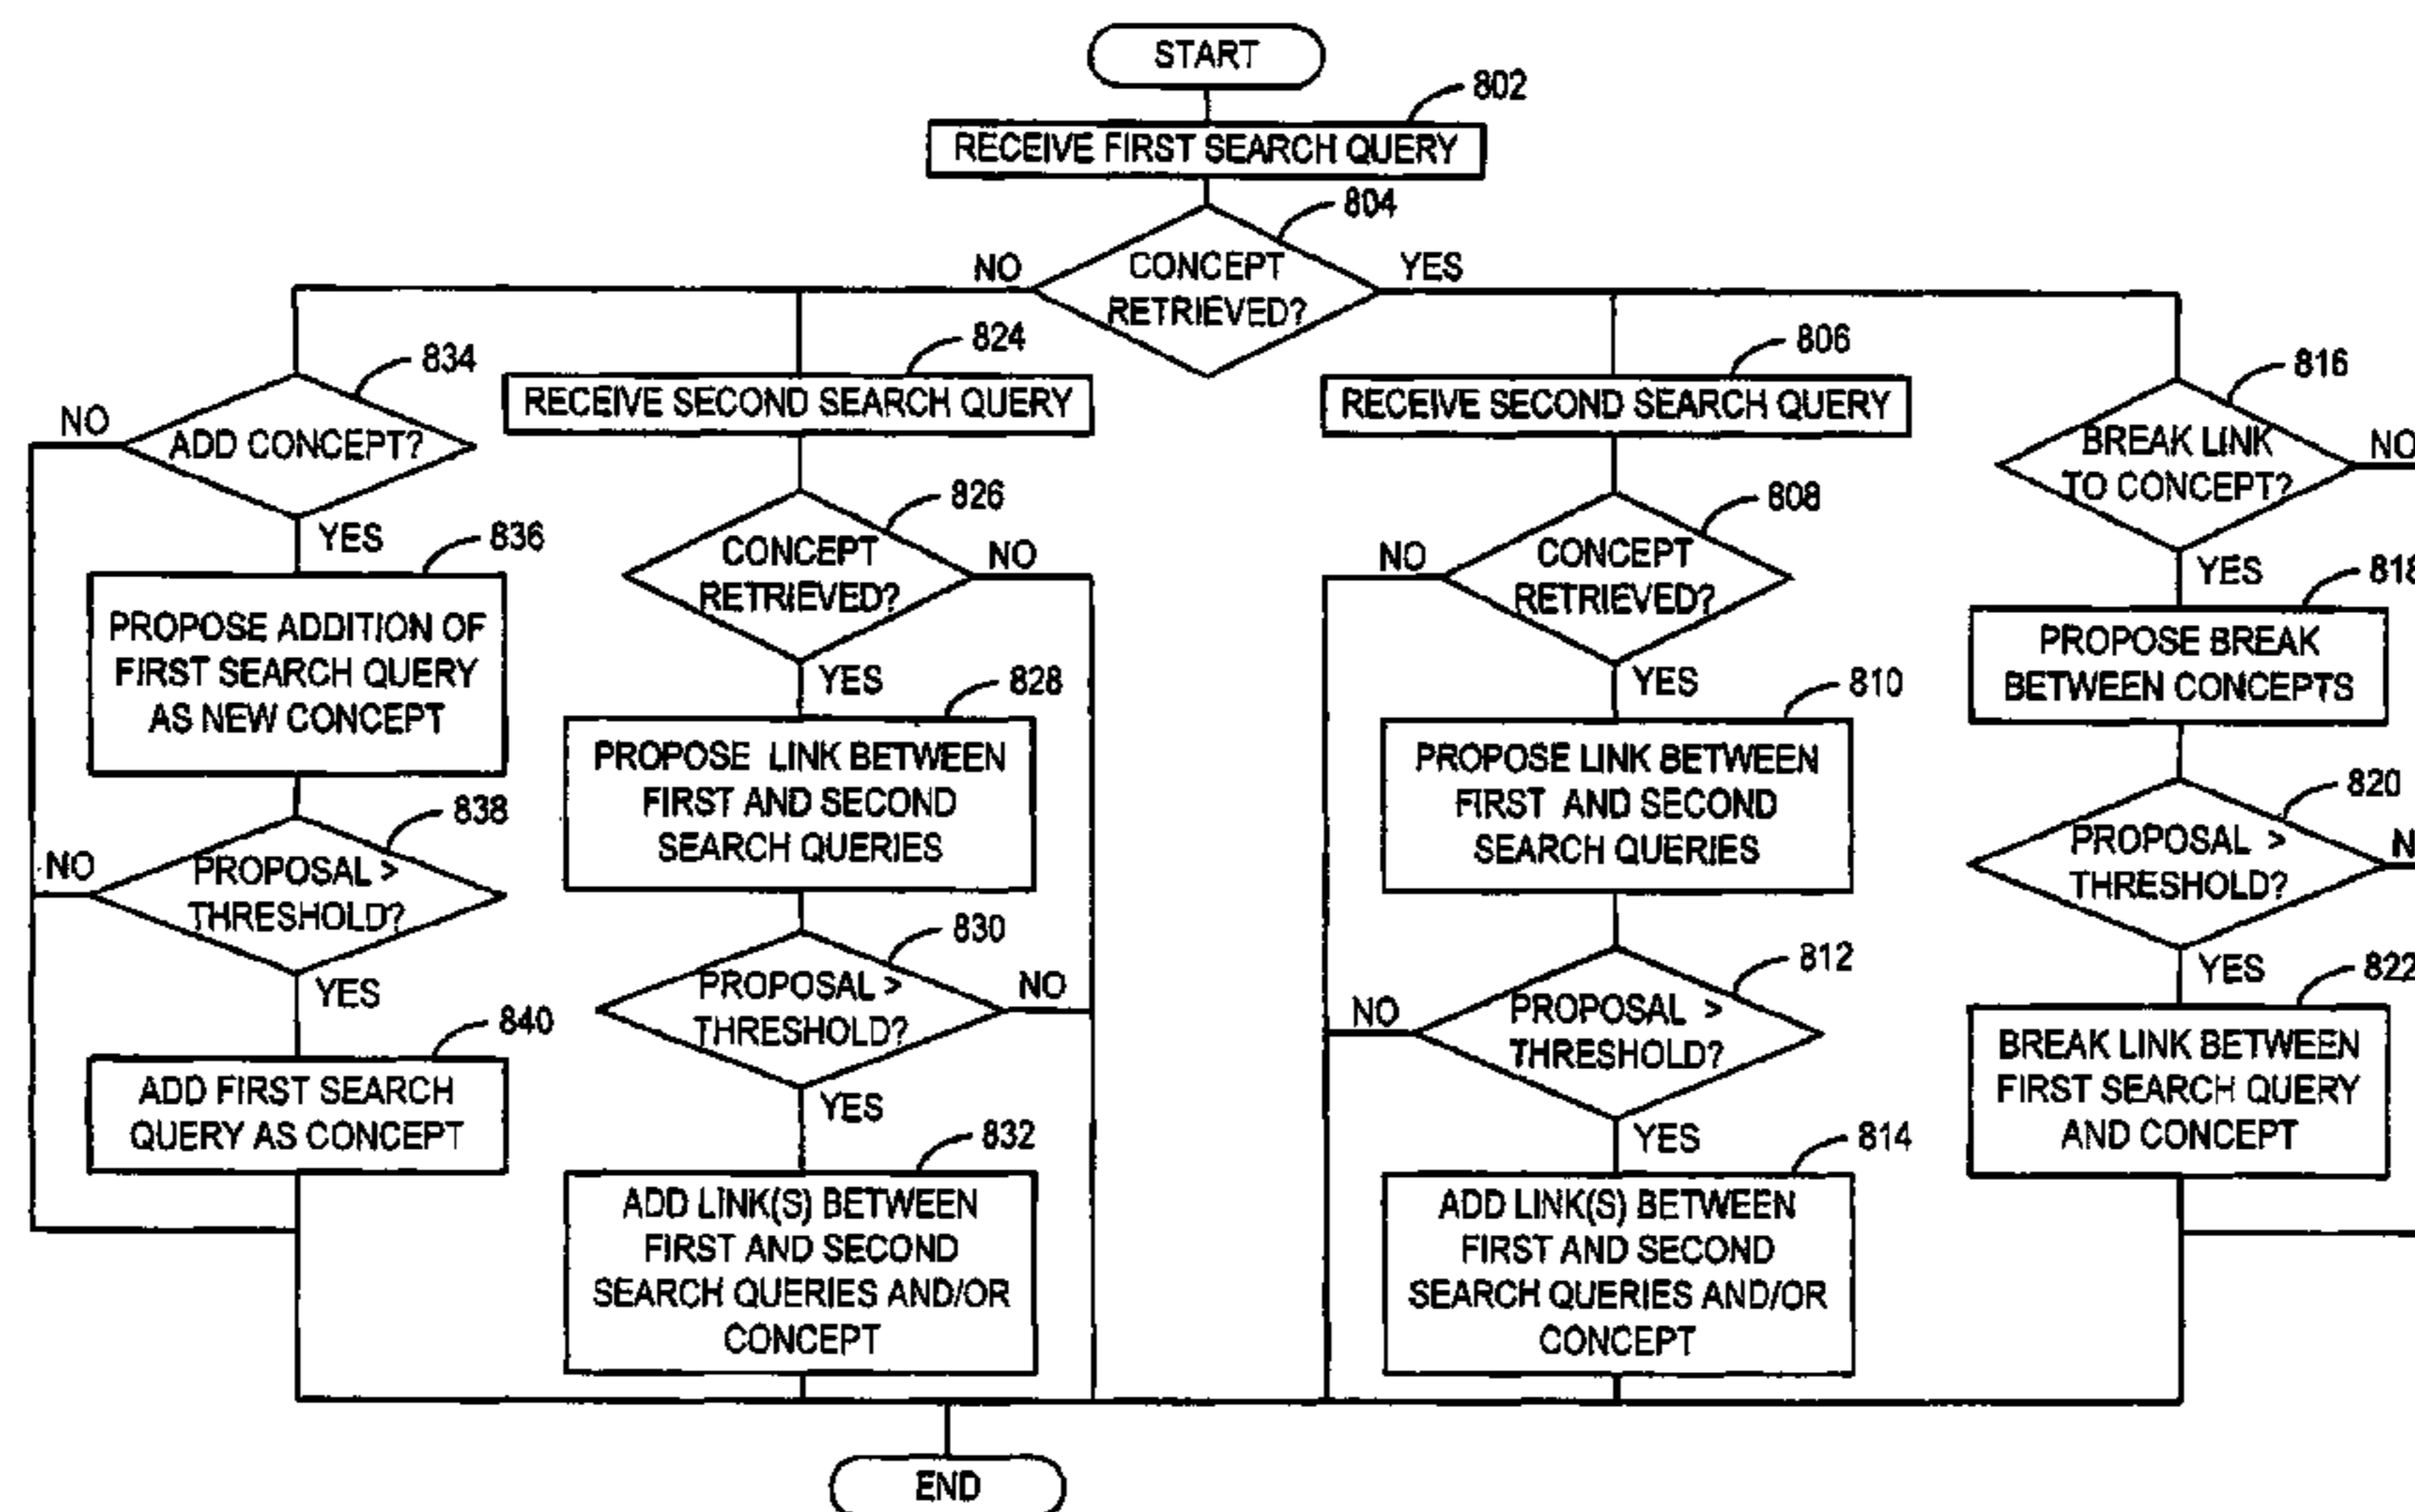 START
802
RECEIVE FIRST SEARCH QUERY
804
CONCEPT
RETRIEVED?
NO
YES
834
ADD CONCEPT?
NO
YES
836
PROPOSE ADDITION OF
FIRST SEARCH QUERY
AS NEW CONCEPT
838
PROPOSAL >
THRESHOLD?
NO
YES
840
ADD FIRST SEARCH
QUERY AS CONCEPT
824
RECEIVE SECOND SEARCH QUERY
826
CONCEPT
RETRIEVED?
NO
YES
828
PROPOSE LINK BETWEEN
FIRST AND SECOND
SEARCH QUERIES
830
PROPOSAL >
THRESHOLD?
NO
YES
832
ADD LINK(S) BETWEEN
FIRST AND SECOND
SEARCH QUERIES AND/OR
CONCEPT
806
RECEIVE SECOND SEARCH QUERY
808
CONCEPT
RETRIEVED?
NO
YES
810
PROPOSE LINK BETWEEN
FIRST AND SECOND
SEARCH QUERIES
812
PROPOSAL >
THRESHOLD?
NO
YES
814
ADD LINK(S) BETWEEN
FIRST AND SECOND
SEARCH QUERIES AND/OR
CONCEPT
816
BREAK LINK
TO CONCEPT?
NO
YES
818
PROPOSE BREAK
BETWEEN CONCEPTS
820
PROPOSAL >
THRESHOLD?
N
YES
822
BREAK LINK BETWEEN
FIRST SEARCH QUERY
AND CONCEPT
END